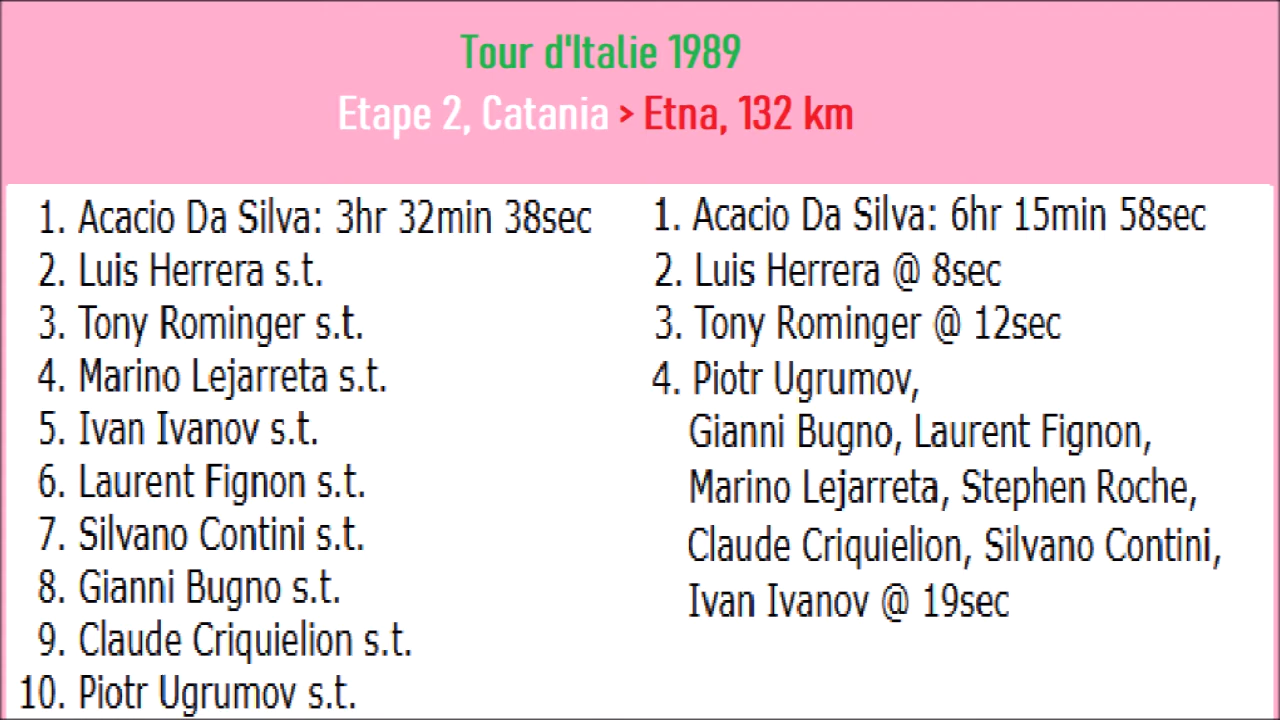 Tour d'Italie 1989
Etape 2, Catania > Etna, 132 km
1. Acacio Da Silva: 3hr 32min 38sec
2. Luis Herrera s.t.
3. Tony Rominger s.t.
4. Marino Lejarreta s.t.
5. Ivan Ivanov s.t.
6. Laurent Fignon s.t.
7. Silvano Contini s.t.
8. Gianni Bugno s.t.
9. Claude Criquielion s.t.
10. Piotr Ugrumov s.t.
1. Acacio Da Silva: 6hr 15min 58sec
2. Luis Herrera @ 8sec
3. Tony Rominger @ 12sec
4. Piotr Ugrumov,
Gianni Bugno, Laurent Fignon,
Marino Lejarreta, Stephen Roche,
Claude Criquielion, Silvano Contini,
Ivan Ivanov @ 19sec